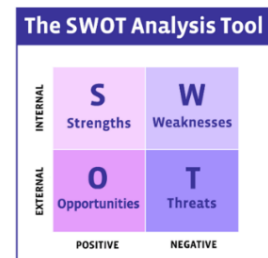 The SWOT Analysis Tool
INTERNAL
S
Strengths
W
Weaknesses
EXTERNAL
O
Opportunities
T
Threats
POSITIVE
NEGATIVE